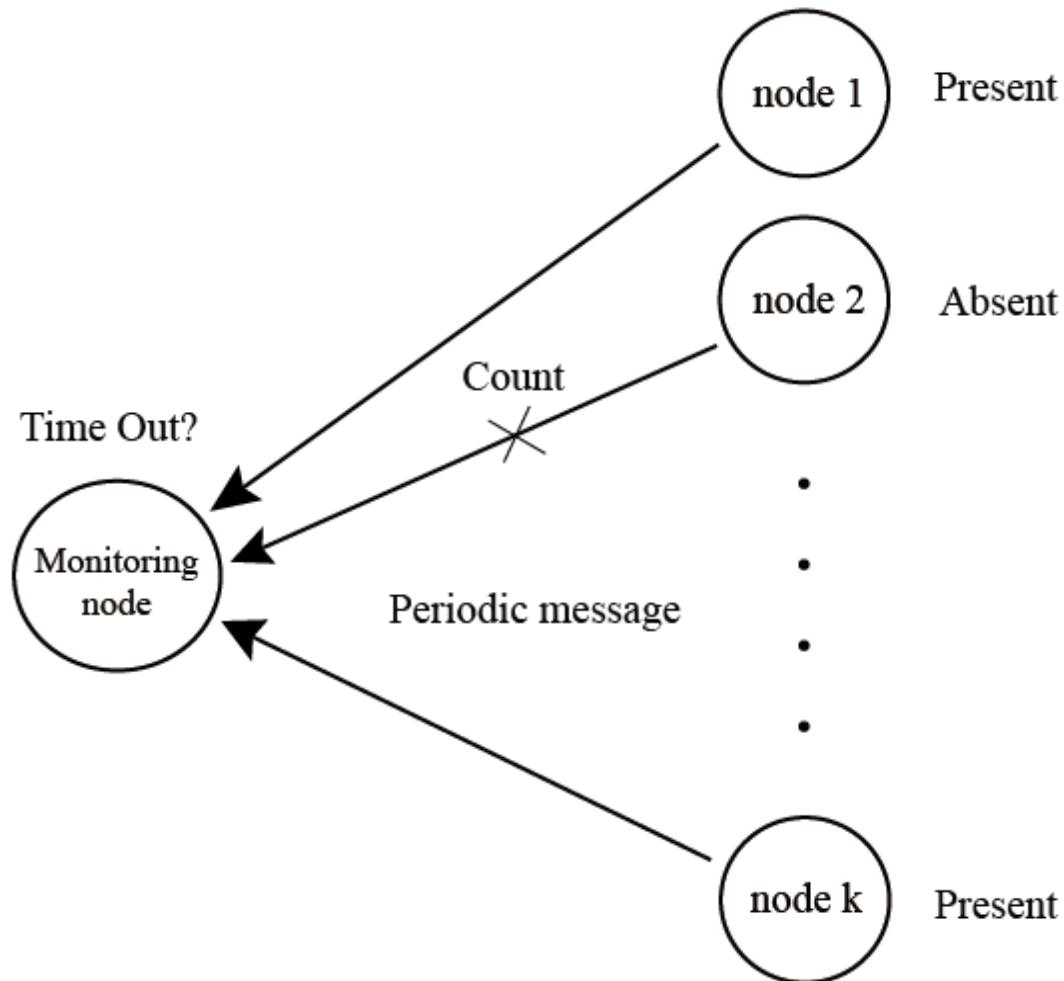 node 1
Present
node 2
Absent
Count
Time Out?
Monitoring
node
Periodic message
node k
Present